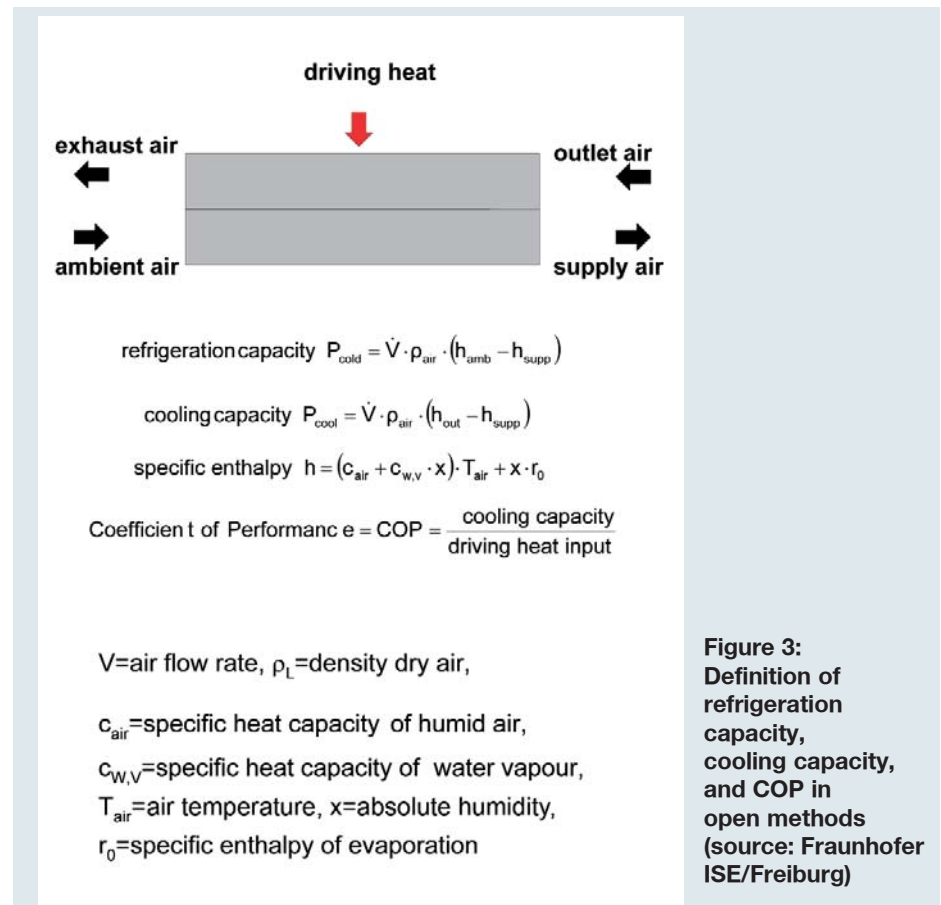 driving heat
exhaust air
outlet air
ambient air
supply air
refrigeration capacity P_cold = V̇ · ρ_air · (h_amb − h_supp)
cooling capacity P_cool = V̇ · ρ_air · (h_out − h_supp)
specific enthalpy h = (c_air + c_w,v · x) · T_air + x · r_0
Coefficien t of Performanc e = COP = cooling capacity / driving heat input
V=air flow rate, ρ_L=density dry air,
c_air=specific heat capacity of humid air,
c_W,V=specific heat capacity of water vapour,
T_air=air temperature, x=absolute humidity,
r_0=specific enthalpy of evaporation
Figure 3:
Definition of
refrigeration
capacity,
cooling capacity,
and COP in
open methods
(source: Fraunhofer
ISE/Freiburg)